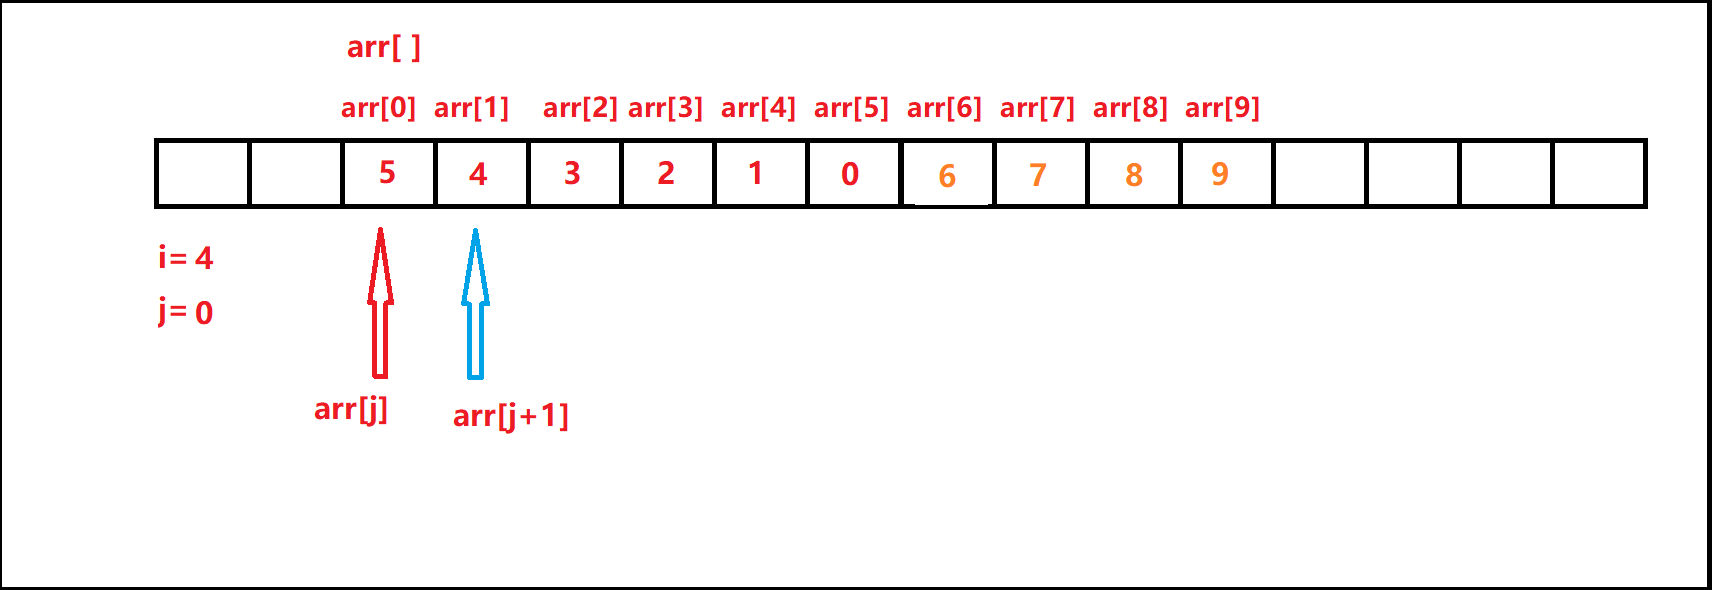 arr[ ]
arr[0] arr[1] arr[2] arr[3] arr[4] arr[5] arr[6] arr[7] arr[8] arr[9]
5 4 3 2 1 0 6 7 8 9
i= 4
j= 0
arr[j]
arr[j+1]